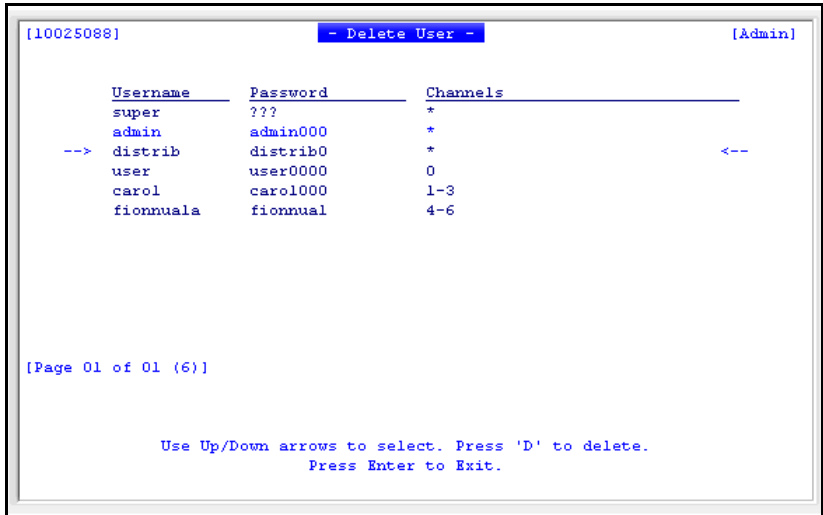 [10025088] - Delete User - [Admin]
Username Password Channels
super ??? *
admin admin000 *
--> distrib distrib0 * <--
user user0000 0
carol carol000 1-3
fionnuala fionnual 4-6
[Page 01 of 01 (6)]
Use Up/Down arrows to select. Press 'D' to delete.
Press Enter to Exit.